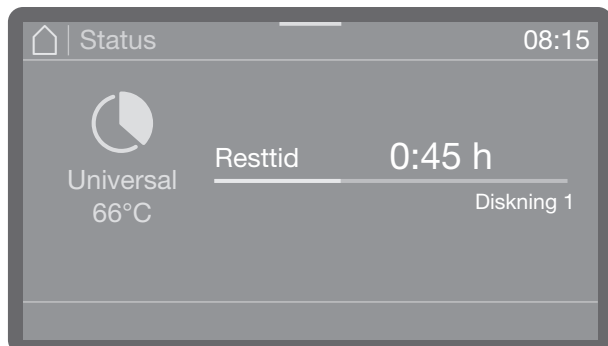 Status 08:15
Universal
66°C
Resttid 0:45 h
Diskning 1